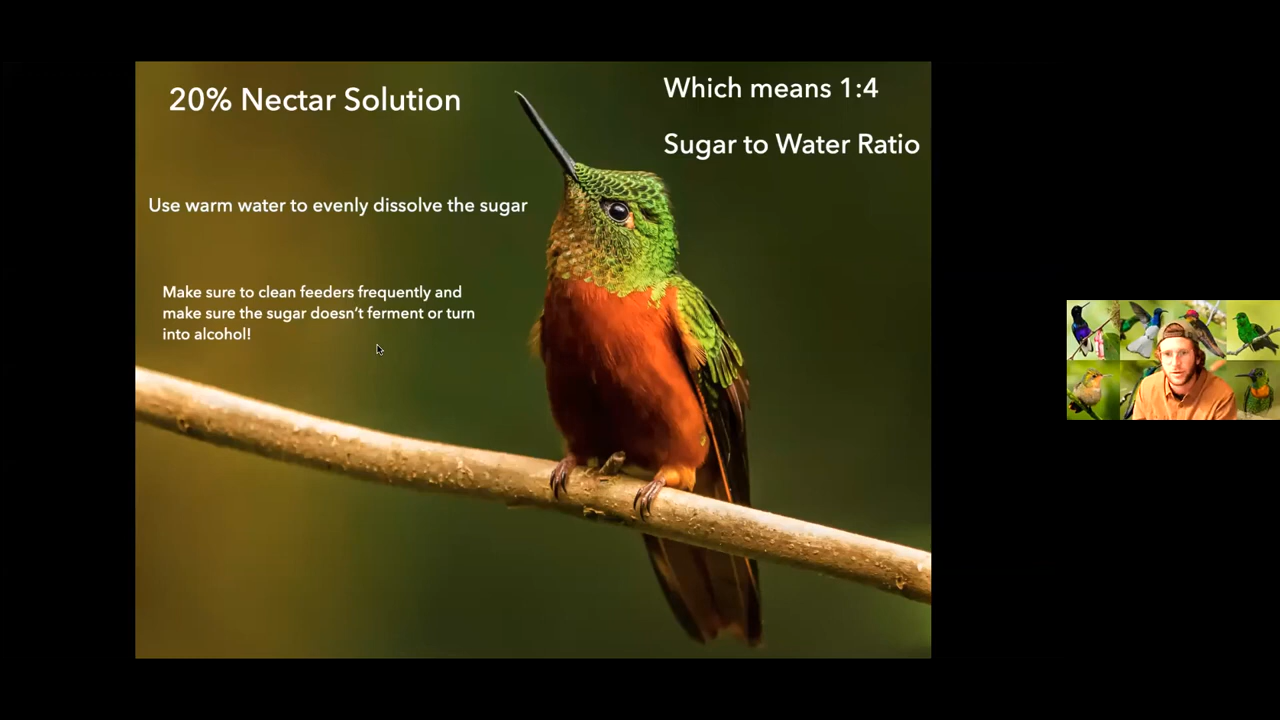 20% Nectar Solution
Which means 1:4
Sugar to Water Ratio
Use warm water to evenly dissolve the sugar
Make sure to clean feeders frequently and
make sure the sugar doesn’t ferment or turn
into alcohol!